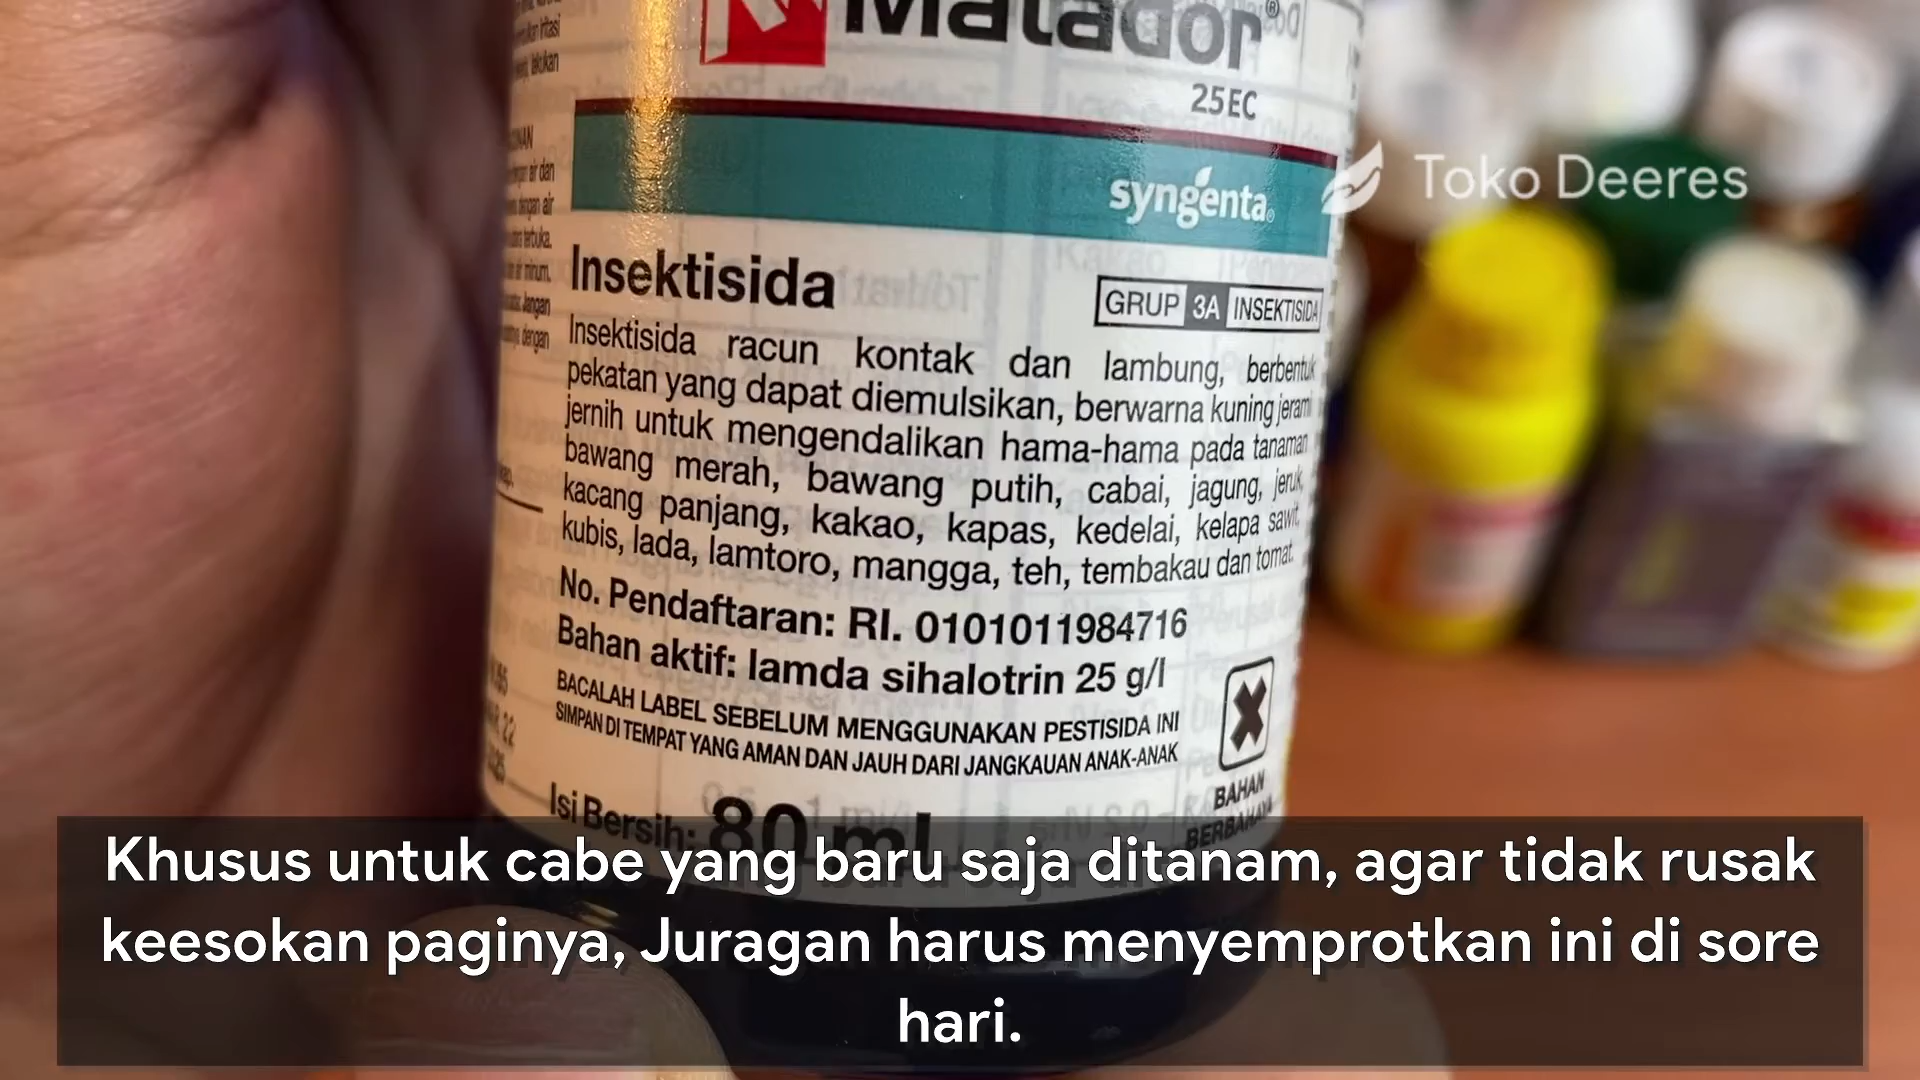 Matador®
25 EC
syngenta®
Toko Deeres
Insektisida
GRUP 3A INSEKTISIDA
Insektisida racun kontak dan lambung, berbentuk
pekatan yang dapat diemulsikan, berwarna kuning jerami
jernih untuk mengendalikan hama-hama pada tanaman
bawang merah, bawang putih, cabai, jagung, jeruk,
kacang panjang, kakao, kapas, kedelai, kelapa sawit,
kubis, lada, lamtoro, mangga, teh, tembakau dan tomat.
No. Pendaftaran: RI. 0101011984716
Bahan aktif: lamda sihalotrin 25 g/l
BACALAH LABEL SEBELUM MENGGUNAKAN PESTISIDA INI
SIMPAN DI TEMPAT YANG AMAN DAN JAUH DARI JANGKAUAN ANAK-ANAK
BAHAN
BERBAHAYA
Isi Bersih: 80 ml
Khusus untuk cabe yang baru saja ditanam, agar tidak rusak
keesokan paginya, Juragan harus menyemprotkan ini di sore
hari.